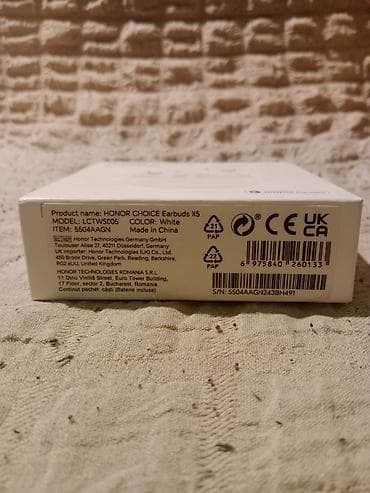 Product name: HONOR CHOICE Earbuds X5
MODEL: LCTWS005 COLOR: White
ITEM: 5504AAGN Made in China
EC REP Honor Technologies Germany GmbH
Toulouser Allee 27, 40211 Düsseldorf, Germany
UK Importer: Honor Technologies (UK) Co., Ltd.
450 Brook Drive, Green Park, Reading, Berkshire,
RG2 6UU, United Kingdom
HONOR TECHNOLOGIES ROMANIA S.R.L
11 Dinu Vintilă Street, Euro Tower Building,
17 Floor, sector 2, Bucharest, Romania
Continut pachet: căști (Baterie incluse)
21
PAP
22
PAP
CE
UK
CA
6 975840 260133
S/N: 5504AAGN243BH491